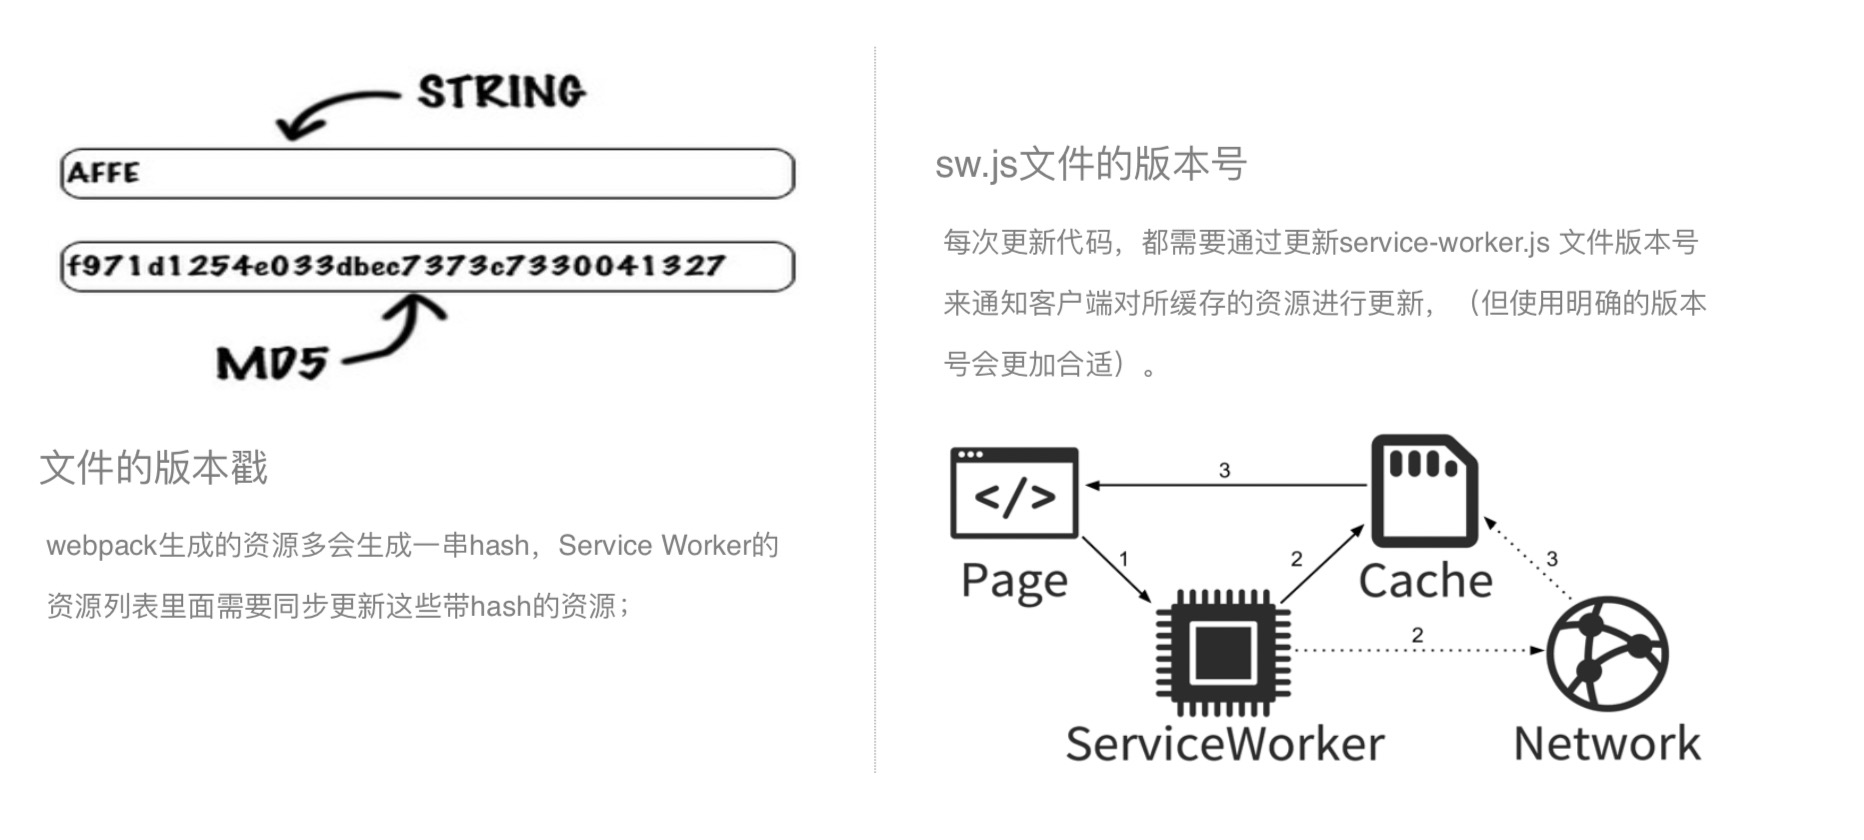 STRING
AFFE
f971d1254e033dbec7373c7330041327
MD5
文件的版本戳
webpack生成的资源多会生成一串hash，Service Worker的
资源列表里面需要同步更新这些带hash的资源；
sw.js文件的版本号
每次更新代码，都需要通过更新service-worker.js 文件版本号
来通知客户端对所缓存的资源进行更新，（但使用明确的版本
号会更加合适）。
3
</>
1
2
3
Page
Cache
2
ServiceWorker
Network